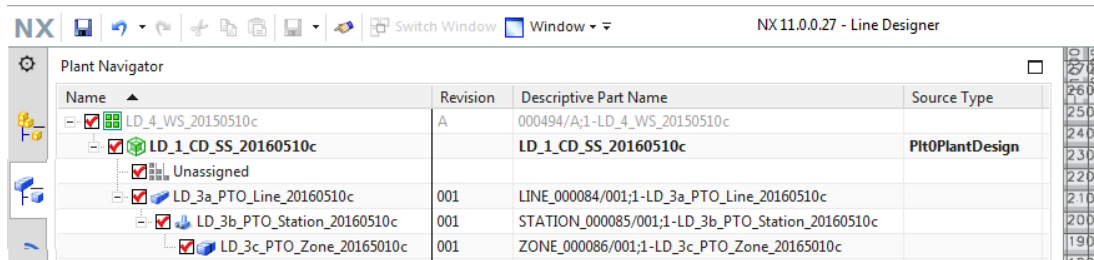 NX Switch Window Window NX 11.0.0.27 - Line Designer
Plant Navigator
Name Revision Descriptive Part Name Source Type
LD_4_WS_20150510c A 000494/A;1-LD_4_WS_20150510c
LD_1_CD_SS_20160510c LD_1_CD_SS_20160510c Plt0PlantDesign
Unassigned
LD_3a_PTO_Line_20160510c 001 LINE_000084/001;1-LD_3a_PTO_Line_20160510c
LD_3b_PTO_Station_20160510c 001 STATION_000085/001;1-LD_3b_PTO_Station_20160510c
LD_3c_PTO_Zone_20165010c 001 ZONE_000086/001;1-LD_3c_PTO_Zone_20165010c
260
250
240
230
220
210
200
190